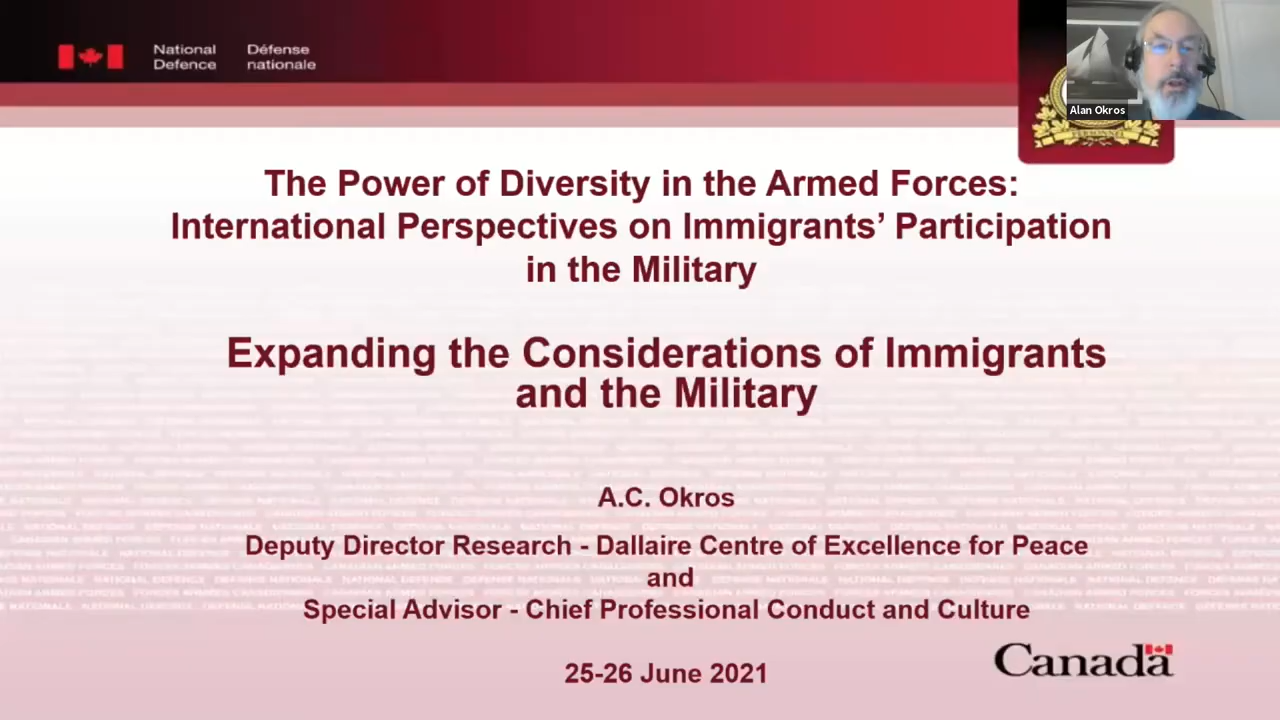 National Défense
Defence nationale
Alan Okros
PERSONNEL
The Power of Diversity in the Armed Forces:
International Perspectives on Immigrants’ Participation
in the Military
Expanding the Considerations of Immigrants
and the Military
A.C. Okros
Deputy Director Research - Dallaire Centre of Excellence for Peace
and
Special Advisor - Chief Professional Conduct and Culture
25-26 June 2021
Canada